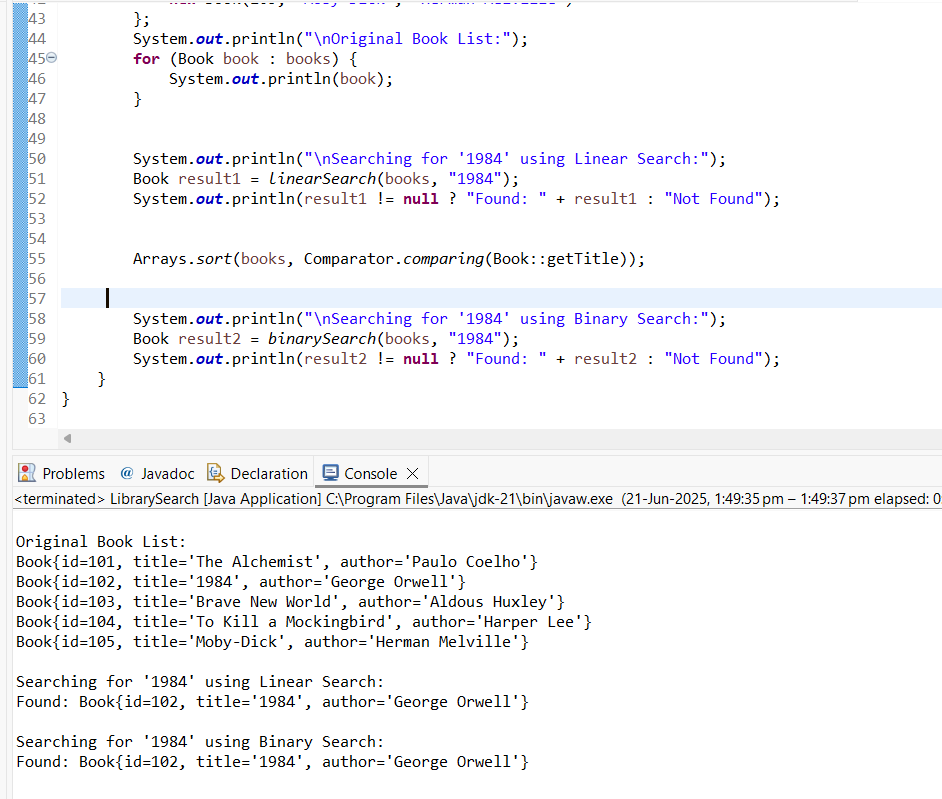 43 };
44 System.out.println("\nOriginal Book List:");
45 for (Book book : books) {
46 System.out.println(book);
47 }
48
49
50 System.out.println("\nSearching for '1984' using Linear Search:");
51 Book result1 = linearSearch(books, "1984");
52 System.out.println(result1 != null ? "Found: " + result1 : "Not Found");
53
54
55 Arrays.sort(books, Comparator.comparing(Book::getTitle));
56
57
58 System.out.println("\nSearching for '1984' using Binary Search:");
59 Book result2 = binarySearch(books, "1984");
60 System.out.println(result2 != null ? "Found: " + result2 : "Not Found");
61 }
62 }
63
Problems @ Javadoc Declaration Console
<terminated> LibrarySearch [Java Application] C:\Program Files\Java\jdk-21\bin\javaw.exe (21-Jun-2025, 1:49:35 pm – 1:49:37 pm elapsed: 0
Original Book List:
Book{id=101, title='The Alchemist', author='Paulo Coelho'}
Book{id=102, title='1984', author='George Orwell'}
Book{id=103, title='Brave New World', author='Aldous Huxley'}
Book{id=104, title='To Kill a Mockingbird', author='Harper Lee'}
Book{id=105, title='Moby-Dick', author='Herman Melville'}
Searching for '1984' using Linear Search:
Found: Book{id=102, title='1984', author='George Orwell'}
Searching for '1984' using Binary Search:
Found: Book{id=102, title='1984', author='George Orwell'}